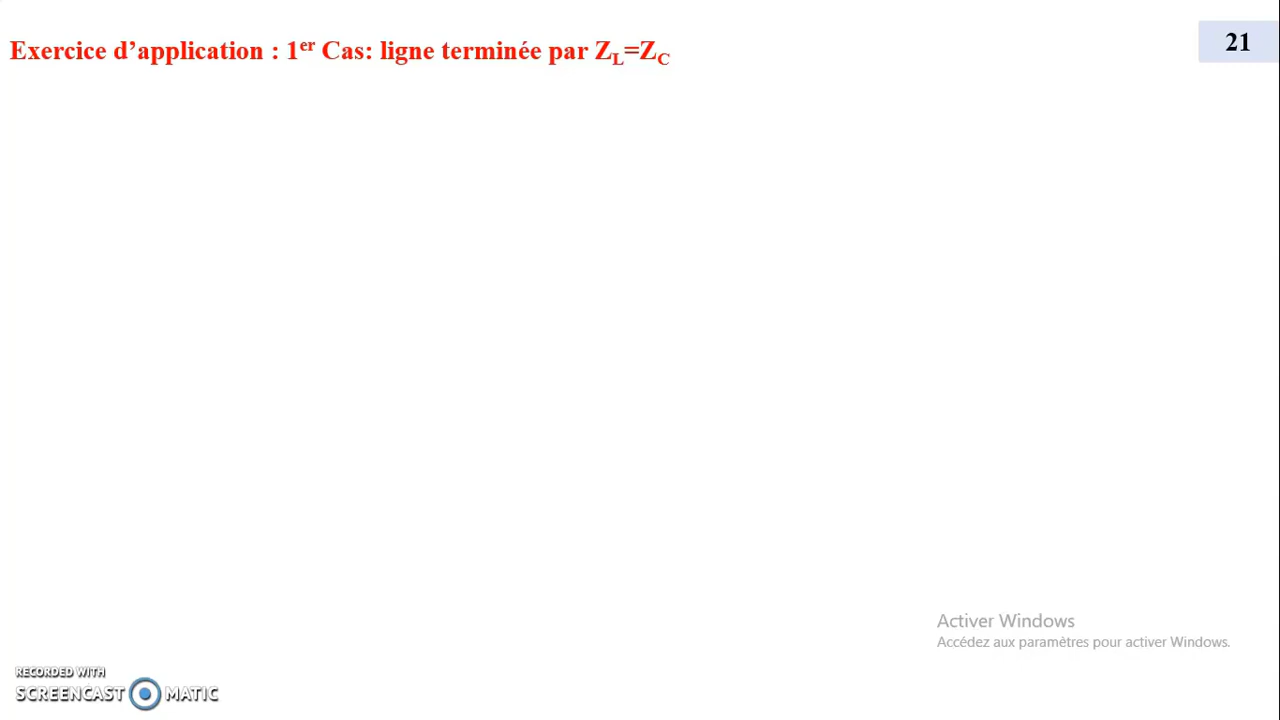 Exercice d’application : 1er Cas: ligne terminée par ZL=ZC
21
Activer Windows
Accédez aux paramètres pour activer Windows.
RECORDED WITH
SCREENCAST MATIC